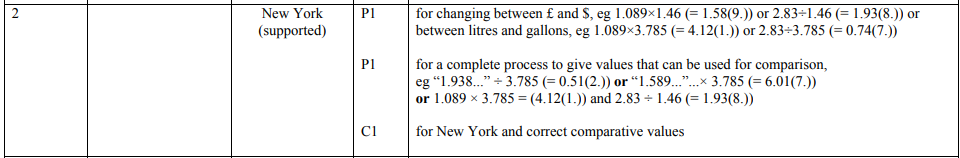 2 New York P1 for changing between £ and $, eg 1.089×1.46 (= 1.58(9.)) or 2.83÷1.46 (= 1.93(8.)) or
(supported) between litres and gallons, eg 1.089×3.785 (= 4.12(1.)) or 2.83÷3.785 (= 0.74(7.))
P1 for a complete process to give values that can be used for comparison,
eg “1.938...” ÷ 3.785 (= 0.51(2.)) or “1.589...”...× 3.785 (= 6.01(7.))
or 1.089 × 3.785 = (4.12(1.)) and 2.83 ÷ 1.46 (= 1.93(8.))
C1 for New York and correct comparative values